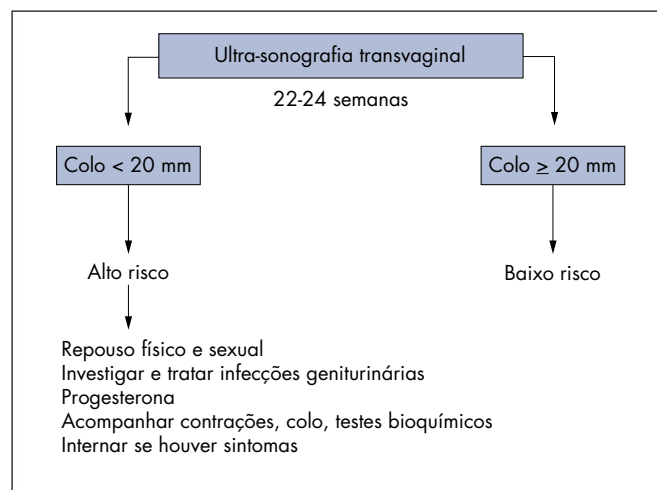 Ultra-sonografia transvaginal
22-24 semanas
Colo < 20 mm
Colo ≥ 20 mm
Alto risco
Baixo risco
Repouso físico e sexual
Investigar e tratar infecções geniturinárias
Progesterona
Acompanhar contrações, colo, testes bioquímicos
Internar se houver sintomas